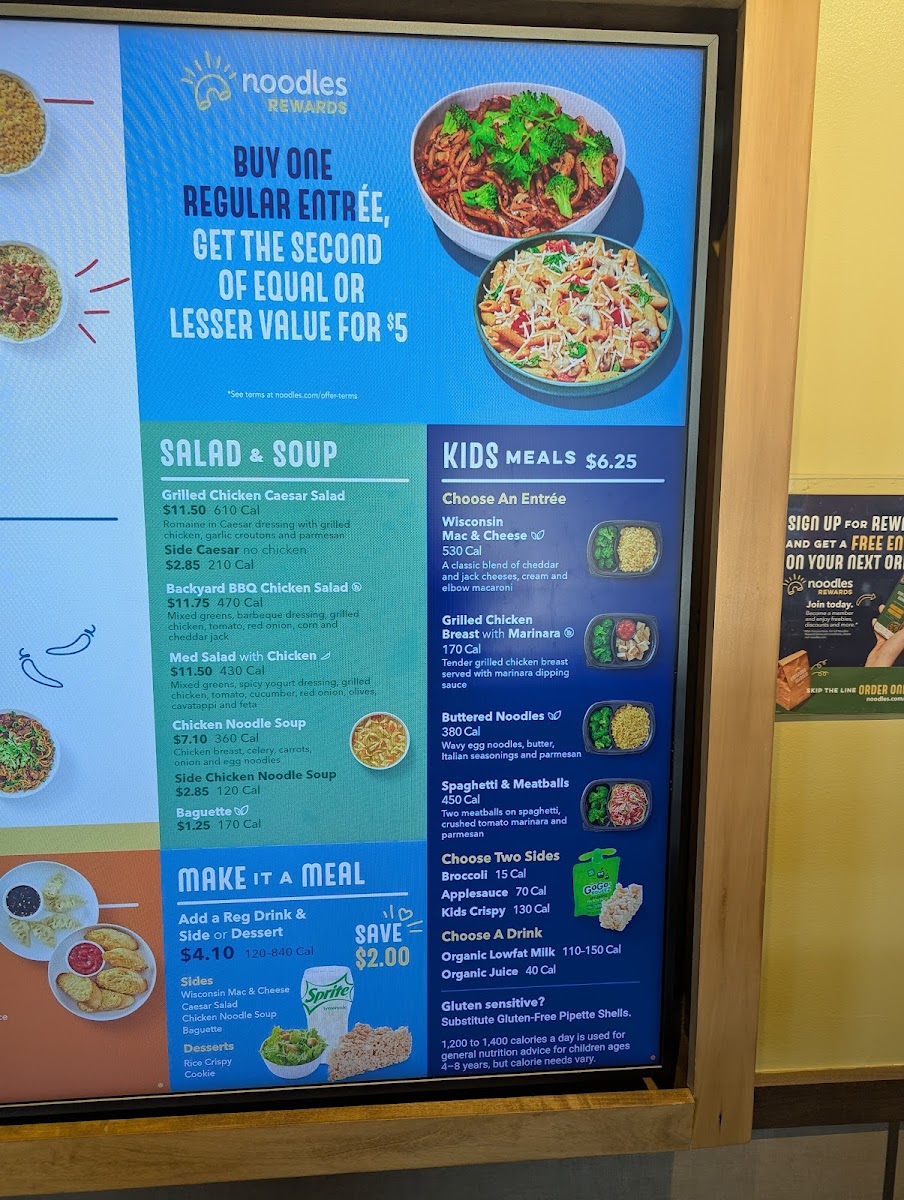 noodles
REWARDS
BUY ONE
REGULAR ENTRÉE,
GET THE SECOND
OF EQUAL OR
LESSER VALUE FOR $5
*See terms at noodles.com/offer-terms
SALAD & SOUP
Grilled Chicken Caesar Salad
$11.50 610 Cal
Romaine in Caesar dressing with grilled
chicken, garlic croutons and parmesan
Side Caesar no chicken
$2.85 210 Cal
Backyard BBQ Chicken Salad
$11.75 470 Cal
Mixed greens, barbeque dressing, grilled
chicken, tomato, red onion, corn and
cheddar jack
Med Salad with Chicken
$11.50 430 Cal
Mixed greens, spicy yogurt dressing, grilled
chicken, tomato, cucumber, red onion, olives,
cavatappi and feta
Chicken Noodle Soup
$7.10 360 Cal
Chicken breast, celery, carrots,
onion and egg noodles
Side Chicken Noodle Soup
$2.85 120 Cal
Baguette
$1.25 170 Cal
MAKE IT A MEAL
Add a Reg Drink &
Side or Dessert
$4.10 120-840 Cal
SAVE
$2.00
Sides
Wisconsin Mac & Cheese
Caesar Salad
Chicken Noodle Soup
Baguette
Desserts
Rice Crispy
Cookie
Sprite
KIDS MEALS $6.25
Choose An Entrée
Wisconsin
Mac & Cheese
530 Cal
A classic blend of cheddar
and jack cheeses, cream and
elbow macaroni
Grilled Chicken
Breast with Marinara
170 Cal
Tender grilled chicken breast
served with marinara dipping
sauce
Buttered Noodles
380 Cal
Wavy egg noodles, butter,
Italian seasonings and parmesan
Spaghetti & Meatballs
450 Cal
Two meatballs on spaghetti,
crushed tomato marinara and
parmesan
Choose Two Sides
Broccoli 15 Cal
Applesauce 70 Cal
Kids Crispy 130 Cal
GoGo
Choose A Drink
Organic Lowfat Milk 110-150 Cal
Organic Juice 40 Cal
Gluten sensitive?
Substitute Gluten-Free Pipette Shells.
1,200 to 1,400 calories a day is used for
general nutrition advice for children ages
4–8 years, but calorie needs vary.
SIGN UP FOR REW
AND GET A FREE EN
ON YOUR NEXT OR
noodles
REWARDS
Join today.
Become a member
and enjoy freebies,
discounts and more.*
SKIP THE LINE ORDER ON
noodles.com